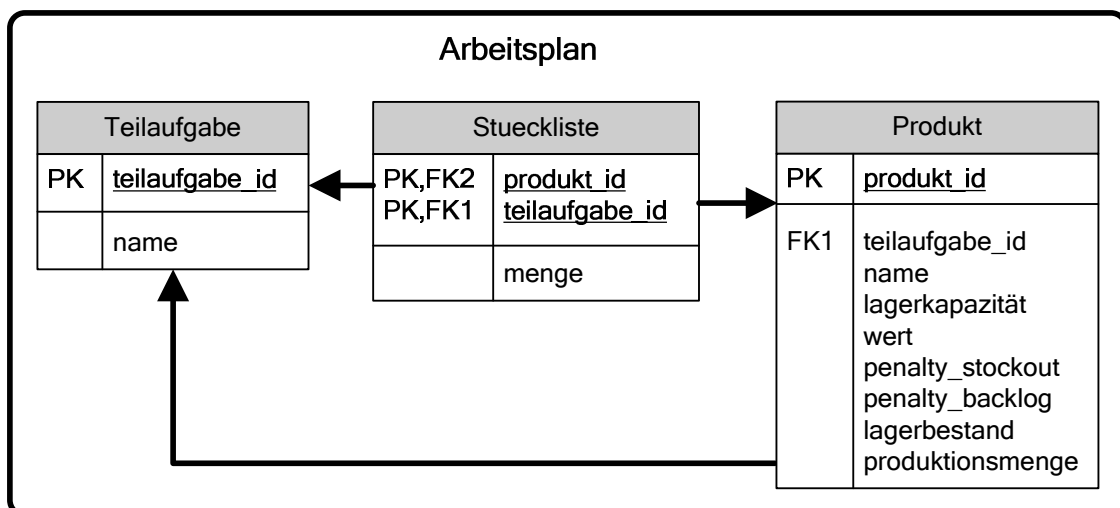 Arbeitsplan
Teilaufgabe
PK teilaufgabe_id
name
Stueckliste
PK,FK2 produkt_id
PK,FK1 teilaufgabe_id
menge
Produkt
PK produkt_id
FK1 teilaufgabe_id
name
lagerkapazität
wert
penalty_stockout
penalty_backlog
lagerbestand
produktionsmenge